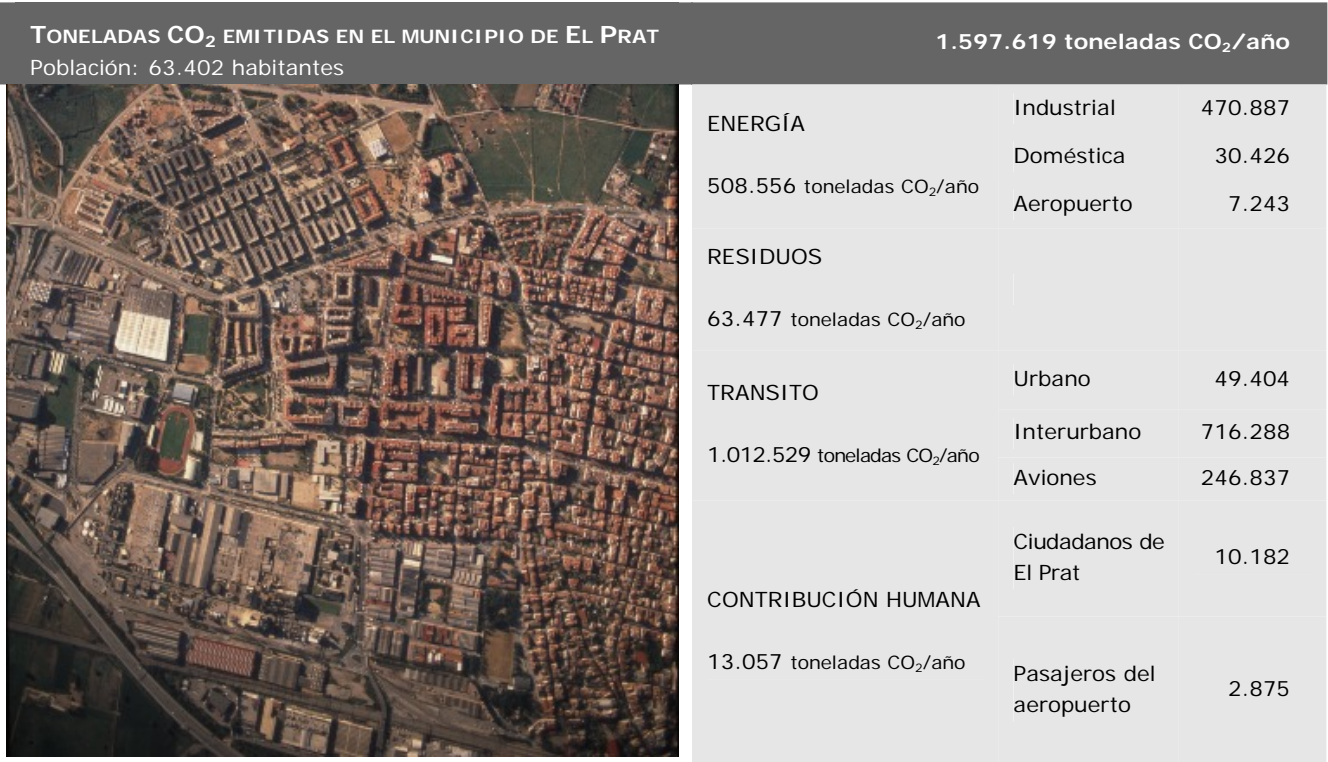 TONELADAS CO₂ EMITIDAS EN EL MUNICIPIO DE EL PRAT
Población: 63.402 habitantes
1.597.619 toneladas CO₂/año
ENERGÍA
508.556 toneladas CO₂/año
Industrial 470.887
Doméstica 30.426
Aeropuerto 7.243
RESIDUOS
63.477 toneladas CO₂/año
TRANSITO
1.012.529 toneladas CO₂/año
Urbano 49.404
Interurbano 716.288
Aviones 246.837
CONTRIBUCIÓN HUMANA
13.057 toneladas CO₂/año
Ciudadanos de
El Prat
10.182
Pasajeros del
aeropuerto
2.875